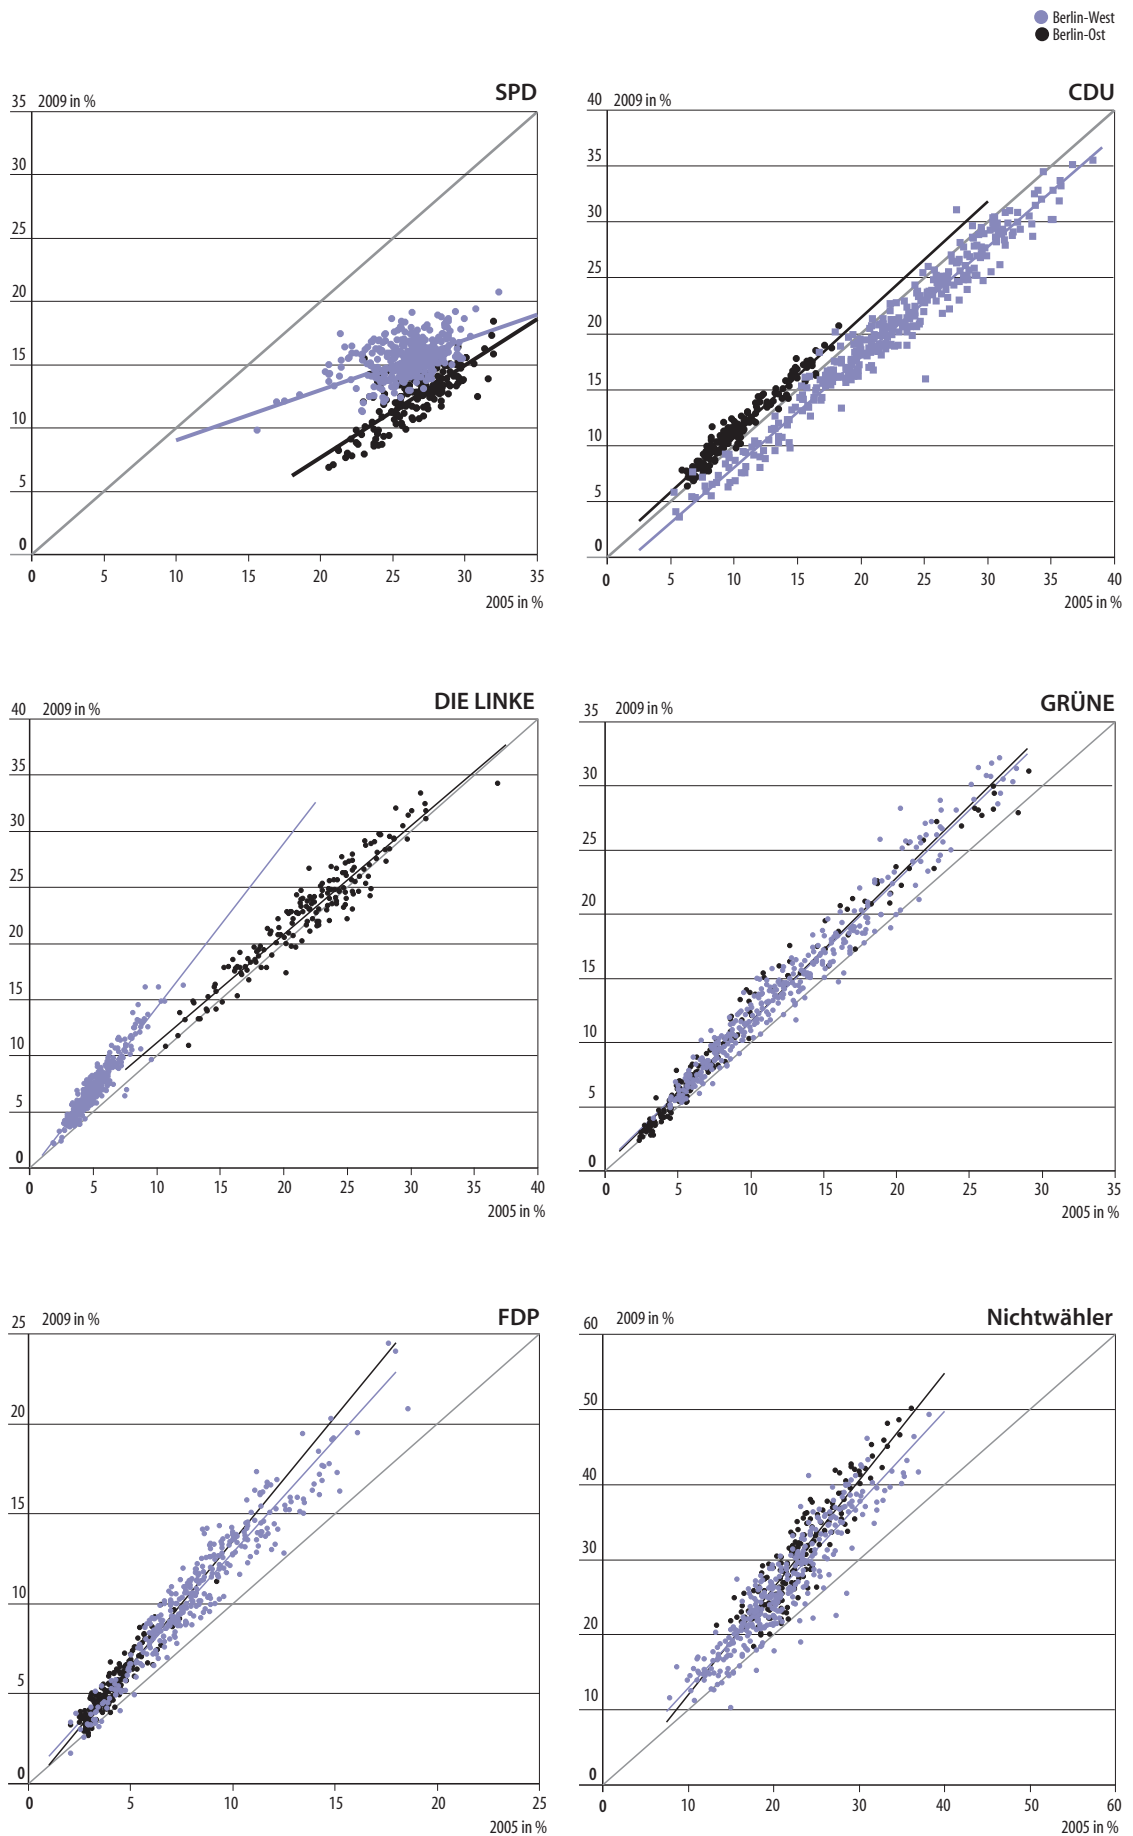 Berlin-West
Berlin-Ost
SPD
2009 in %
35
30
25
20
15
10
5
0
0 5 10 15 20 25 30 35
2005 in %
CDU
2009 in %
40
35
30
25
20
15
10
5
0
0 5 10 15 20 25 30 35 40
2005 in %
DIE LINKE
2009 in %
40
35
30
25
20
15
10
5
0
0 5 10 15 20 25 30 35 40
2005 in %
GRÜNE
2009 in %
35
30
25
20
15
10
5
0
0 5 10 15 20 25 30 35
2005 in %
FDP
2009 in %
25
20
15
10
5
0
0 5 10 15 20 25
2005 in %
Nichtwähler
2009 in %
60
50
40
30
20
10
0
0 10 20 30 40 50 60
2005 in %